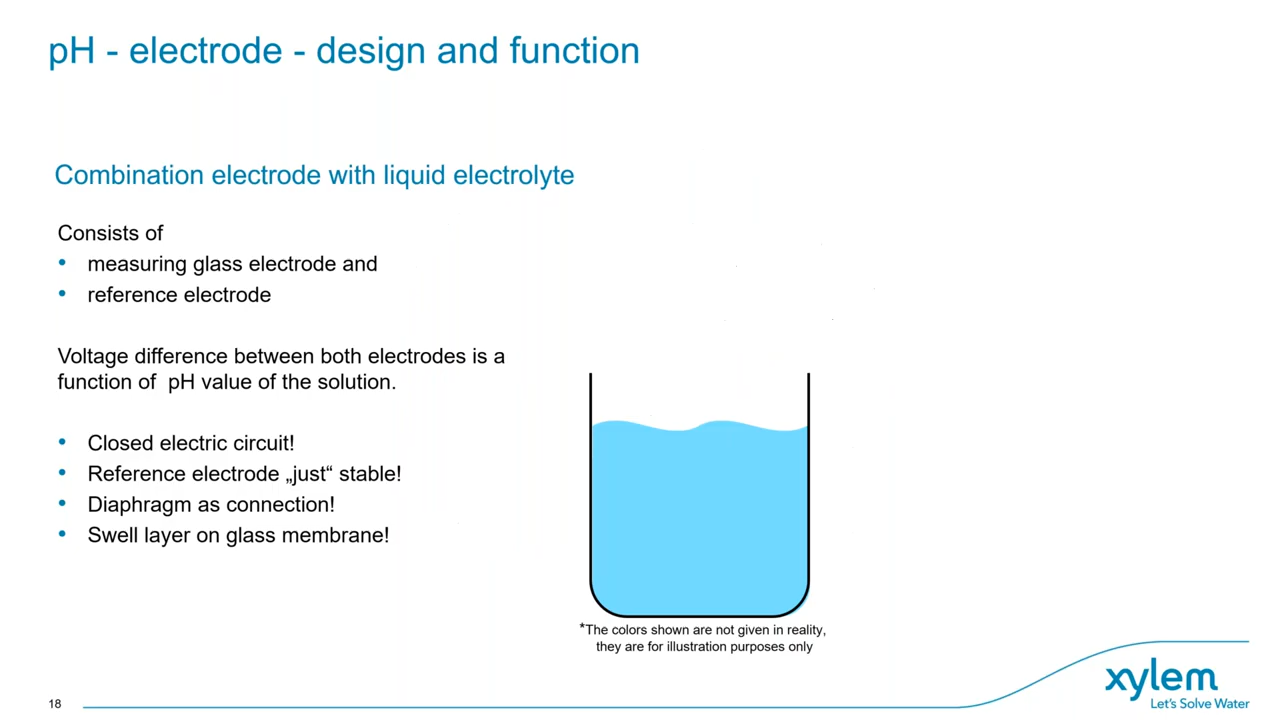 pH - electrode - design and function
Combination electrode with liquid electrolyte
Consists of
• measuring glass electrode and
• reference electrode
Voltage difference between both electrodes is a
function of  pH value of the solution.
• Closed electric circuit!
• Reference electrode „just“ stable!
• Diaphragm as connection!
• Swell layer on glass membrane!
*The colors shown are not given in reality,
they are for illustration purposes only
18
xylem
Let's Solve Water